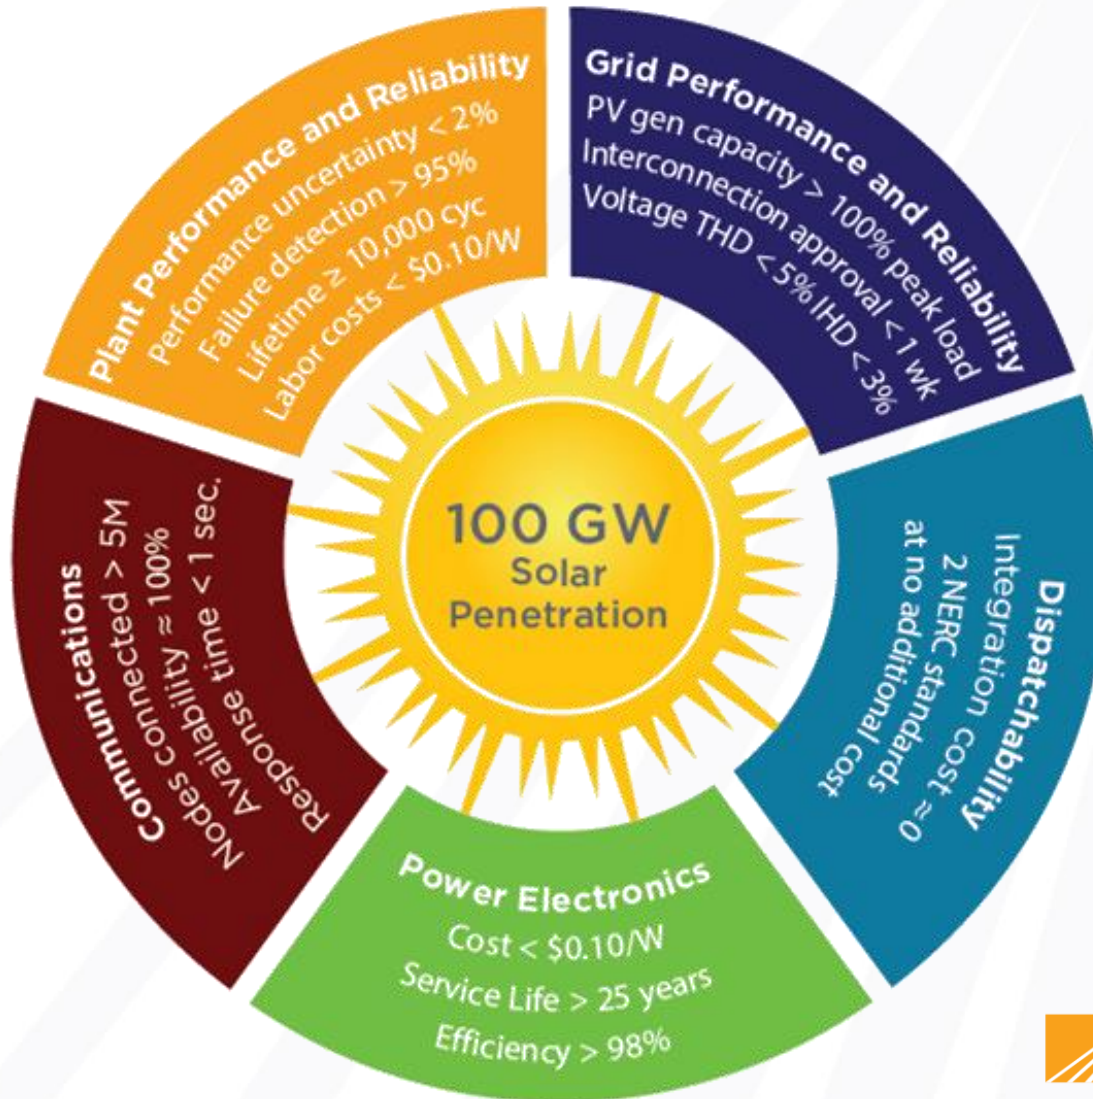 Plant Performance and Reliability
Performance uncertainty < 2%
Failure detection > 95%
Lifetime ≥ 10,000 cyc
Labor costs < $0.10/W
Grid Performance and Reliability
PV gen capacity > 100% peak load
Interconnection approval < 1 wk
Voltage THD < 5% IHD < 3%
Dispatchability
Integration cost ≈ 0
2 NERC standards
at no additional cost
Power Electronics
Cost < $0.10/W
Service Life > 25 years
Efficiency > 98%
Communications
Nodes connected > 5M
Availability ≈ 100%
Response time < 1 sec.
100 GW
Solar
Penetration